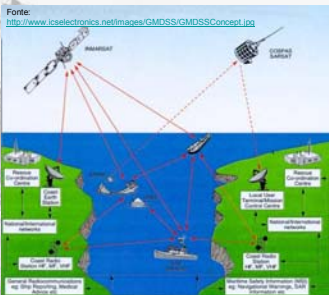 Fonte:
http://www.icselectronics.net/images/GMDSS/GMDSSConcept.jpg
INMARSAT
COSPAS
SARSAT
Rescue
Co-ordination
Centre
Coast
Earth
Station
National/International
networks
Coast Radio
Station HF, MF, VHF
General Radiocommunications
eg: Ship Reporting, Medical
Advice etc
Rescue
Co-ordination
Centre
Local User
Terminal/Mission
Control Centre
National/International
networks
Coast Radio
Station
HF, MF, VHF
Maritime Safety Information (MSI)
eg: Navigational Warnings, SAR
Information etc